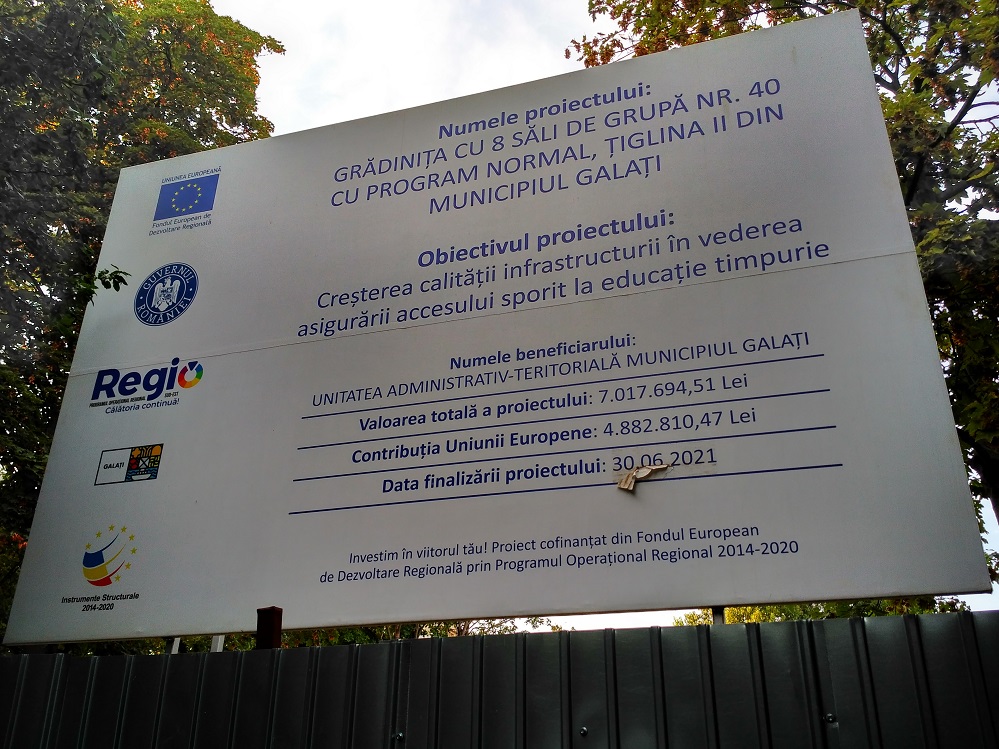 UNIUNEA EUROPEANĂ
Fondul European de
Dezvoltare Regională
GUVERNUL ROMÂNIEI
Regio
PROGRAMUL OPERAȚIONAL REGIONAL
SUD-EST
Călătoria continuă!
GALAȚI
Instrumente Structurale
2014-2020
Numele proiectului:
GRĂDINIȚA CU 8 SĂLI DE GRUPĂ NR. 40
CU PROGRAM NORMAL, ȚIGLINA II DIN
MUNICIPIUL GALAȚI
Obiectivul proiectului:
Creșterea calității infrastructurii în vederea
asigurării accesului sporit la educație timpurie
Numele beneficiarului:
UNITATEA ADMINISTRATIV-TERITORIALĂ MUNICIPIUL GALAȚI
Valoarea totală a proiectului: 7.017.694,51 Lei
Contribuția Uniunii Europene: 4.882.810,47 Lei
Data finalizării proiectului: 30.06.2021
Investim în viitorul tău! Proiect cofinanțat din Fondul European
de Dezvoltare Regională prin Programul Operațional Regional 2014-2020